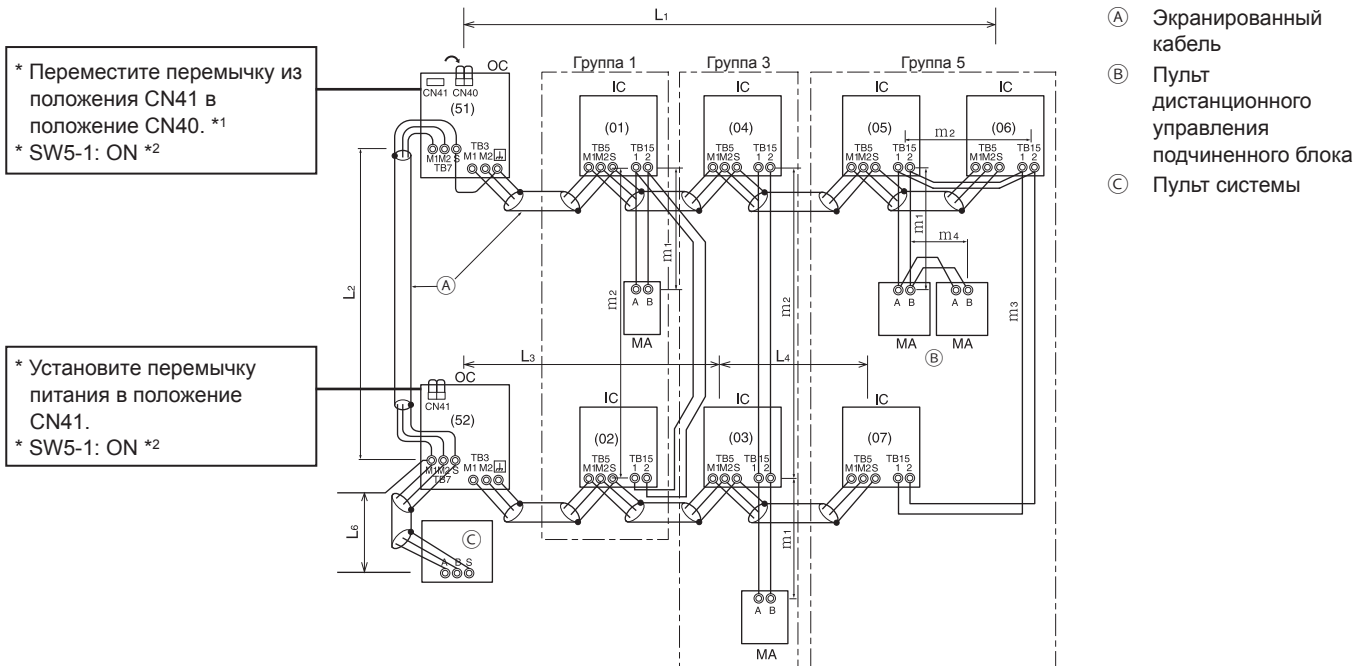 L1
* Переместите перемычку из
положения CN41 в
положение CN40. *1
* SW5-1: ON *2
OC
CN41 CN40
(51)
TB3
M1 M2
M1M2 S
TB7
Группа 1
IC
(01)
TB5
M1M2S
TB15
1 2
Группа 3
IC
(04)
TB5
M1M2S
TB15
1 2
Группа 5
IC
(05)
TB5
M1M2S
TB15
1 2
m2
IC
(06)
TB5
M1M2S
TB15
1 2
Ⓐ Экранированный
кабель
Ⓑ Пульт
дистанционного
управления
подчиненного блока
Ⓒ Пульт системы
L2
Ⓐ
m2
m1
A B
MA
m2
m1
m4
A B
MA
A B
MA
Ⓑ
m3
* Установите перемычку
питания в положение
CN41.
* SW5-1: ON *2
L3
L4
OC
CN41
(52)
TB3
M1 M2
M1M2 S
TB7
IC
(02)
TB5
M1M2S
TB15
1 2
IC
(03)
TB5
M1M2S
TB15
1 2
IC
(07)
TB5
M1M2S
TB15
1 2
L6
Ⓒ
A B S
m1
A B
MA